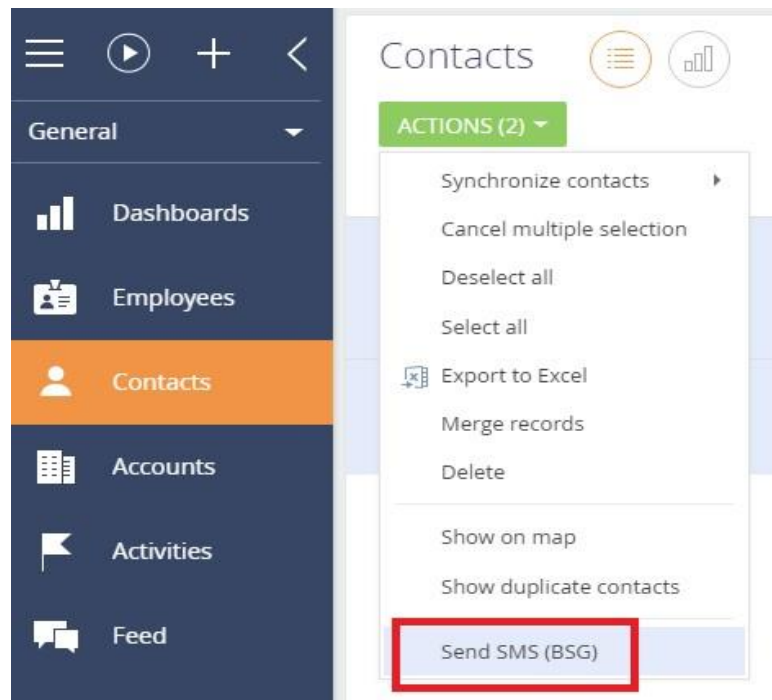 General
Dashboards
Employees
Contacts
Accounts
Activities
Feed
Contacts
ACTIONS (2)
Synchronize contacts
Cancel multiple selection
Deselect all
Select all
Export to Excel
Merge records
Delete
Show on map
Show duplicate contacts
Send SMS (BSG)